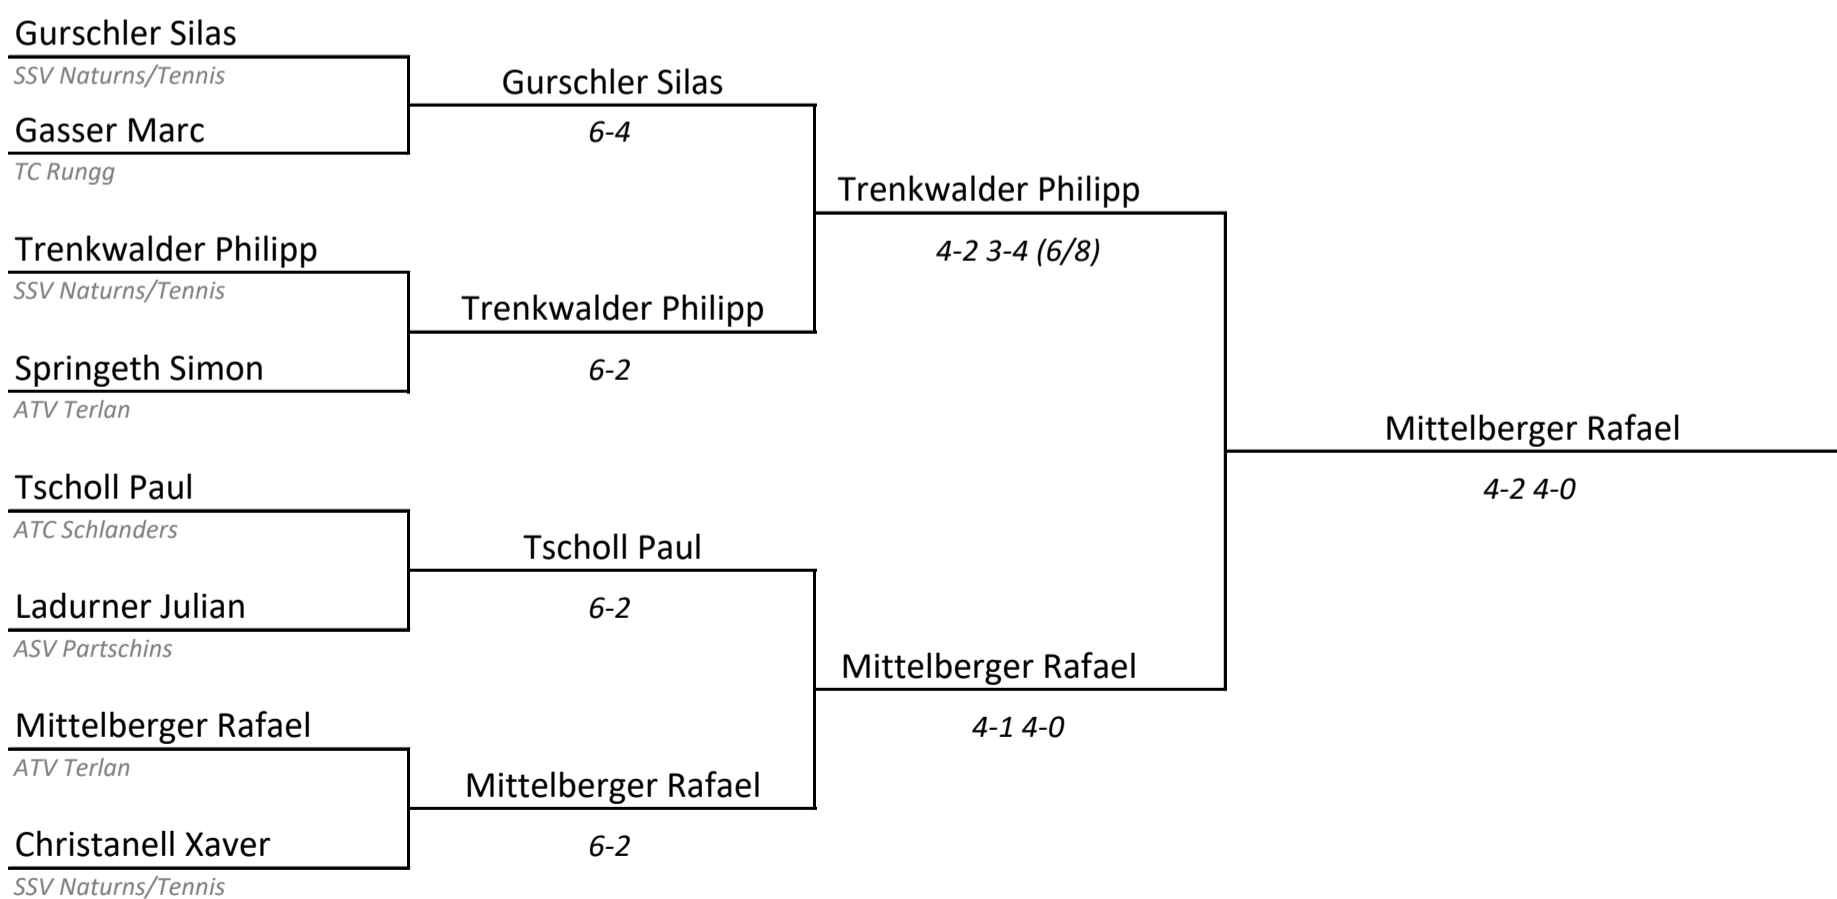 Gurschler Silas
SSV Naturns/Tennis
Gurschler Silas
Gasser Marc
6-4
TC Rungg
Trenkwalder Philipp
Trenkwalder Philipp
4-2 3-4 (6/8)
SSV Naturns/Tennis
Trenkwalder Philipp
Springeth Simon
6-2
ATV Terlan
Mittelberger Rafael
Tscholl Paul
4-2 4-0
ATC Schlanders
Tscholl Paul
Ladurner Julian
6-2
ASV Partschins
Mittelberger Rafael
Mittelberger Rafael
4-1 4-0
ATV Terlan
Mittelberger Rafael
Christanell Xaver
6-2
SSV Naturns/Tennis